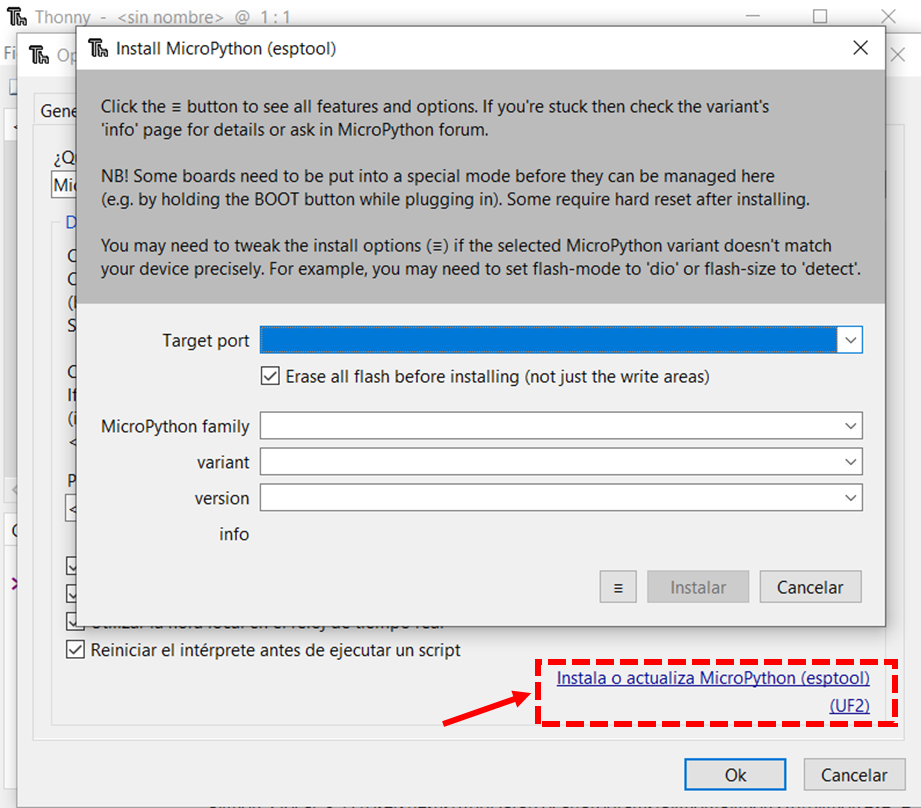 Thonny - <sin nombre> @ 1 : 1
Install MicroPython (esptool)
Click the ≡ button to see all features and options. If you're stuck then check the variant's
'info' page for details or ask in MicroPython forum.
NB! Some boards need to be put into a special mode before they can be managed here
(e.g. by holding the BOOT button while plugging in). Some require hard reset after installing.
You may need to tweak the install options (≡) if the selected MicroPython variant doesn't match
your device precisely. For example, you may need to set flash-mode to 'dio' or flash-size to 'detect'.
Target port
Erase all flash before installing (not just the write areas)
MicroPython family
variant
version
info
≡ Instalar Cancelar
Reiniciar el intérprete antes de ejecutar un script
Instala o actualiza MicroPython (esptool)
(UF2)
Ok Cancelar